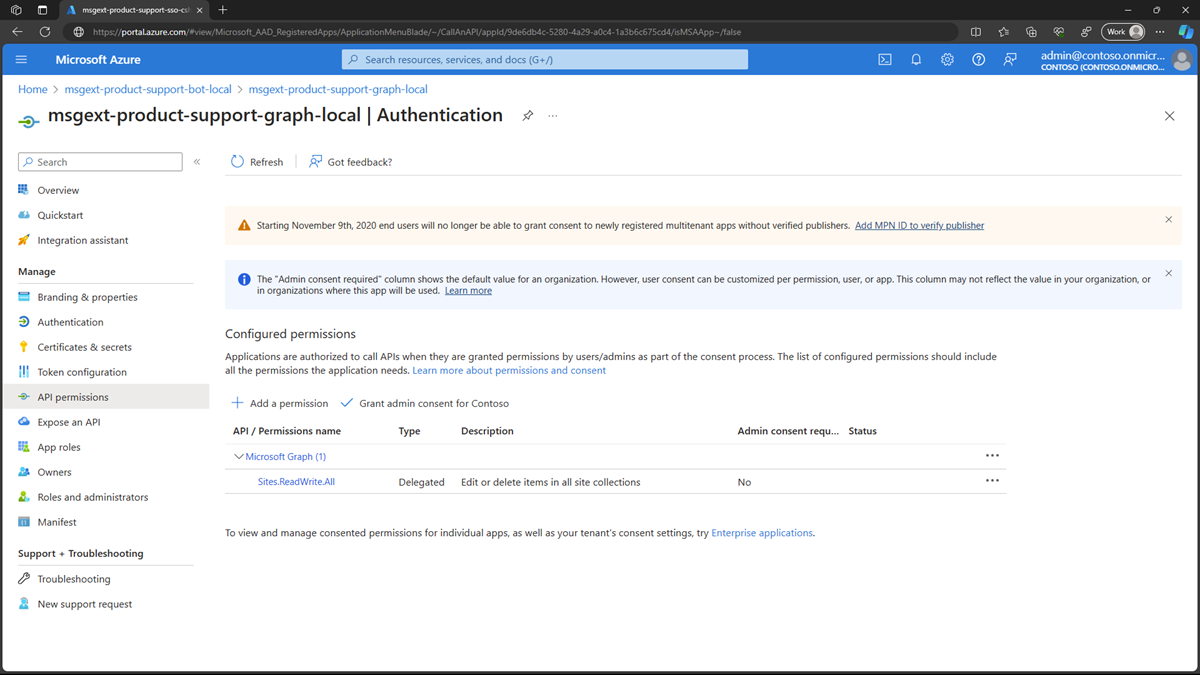 msgext-product-support-sso-cs
https://portal.azure.com/#view/Microsoft_AAD_RegisteredApps/ApplicationMenuBlade/~/CallAnAPI/appId/9de6db4c-5280-4a29-a0c4-1a3b6c675cd4/isMSAApp~/false
Work
Microsoft Azure
Search resources, services, and docs (G+/)
admin@contoso.onmicr...
CONTOSO (CONTOSO.ONMICRO...
Home > msgext-product-support-bot-local > msgext-product-support-graph-local
msgext-product-support-graph-local | Authentication
Search
Refresh
Got feedback?
Overview
Quickstart
Integration assistant
Manage
Branding & properties
Authentication
Certificates & secrets
Token configuration
API permissions
Expose an API
App roles
Owners
Roles and administrators
Manifest
Support + Troubleshooting
Troubleshooting
New support request
Starting November 9th, 2020 end users will no longer be able to grant consent to newly registered multitenant apps without verified publishers. Add MPN ID to verify publisher
The "Admin consent required" column shows the default value for an organization. However, user consent can be customized per permission, user, or app. This column may not reflect the value in your organization, or
in organizations where this app will be used. Learn more
Configured permissions
Applications are authorized to call APIs when they are granted permissions by users/admins as part of the consent process. The list of configured permissions should include
all the permissions the application needs. Learn more about permissions and consent
Add a permission
Grant admin consent for Contoso
API / Permissions name Type Description Admin consent requ... Status
Microsoft Graph (1)
Sites.ReadWrite.All Delegated Edit or delete items in all site collections No
To view and manage consented permissions for individual apps, as well as your tenant's consent settings, try Enterprise applications.